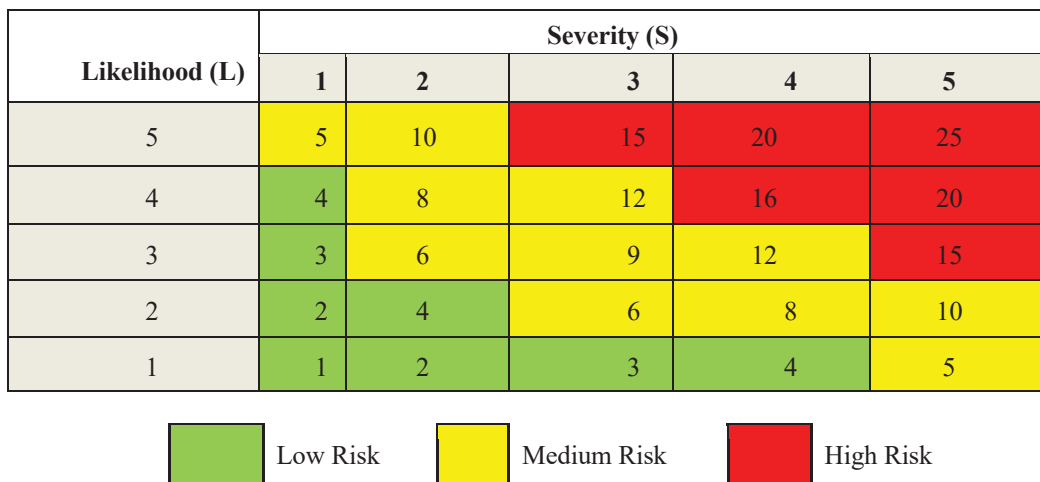 Severity (S)
Likelihood (L) 1 2 3 4 5
5 5 10 15 20 25
4 4 8 12 16 20
3 3 6 9 12 15
2 2 4 6 8 10
1 1 2 3 4 5
Low Risk Medium Risk High Risk